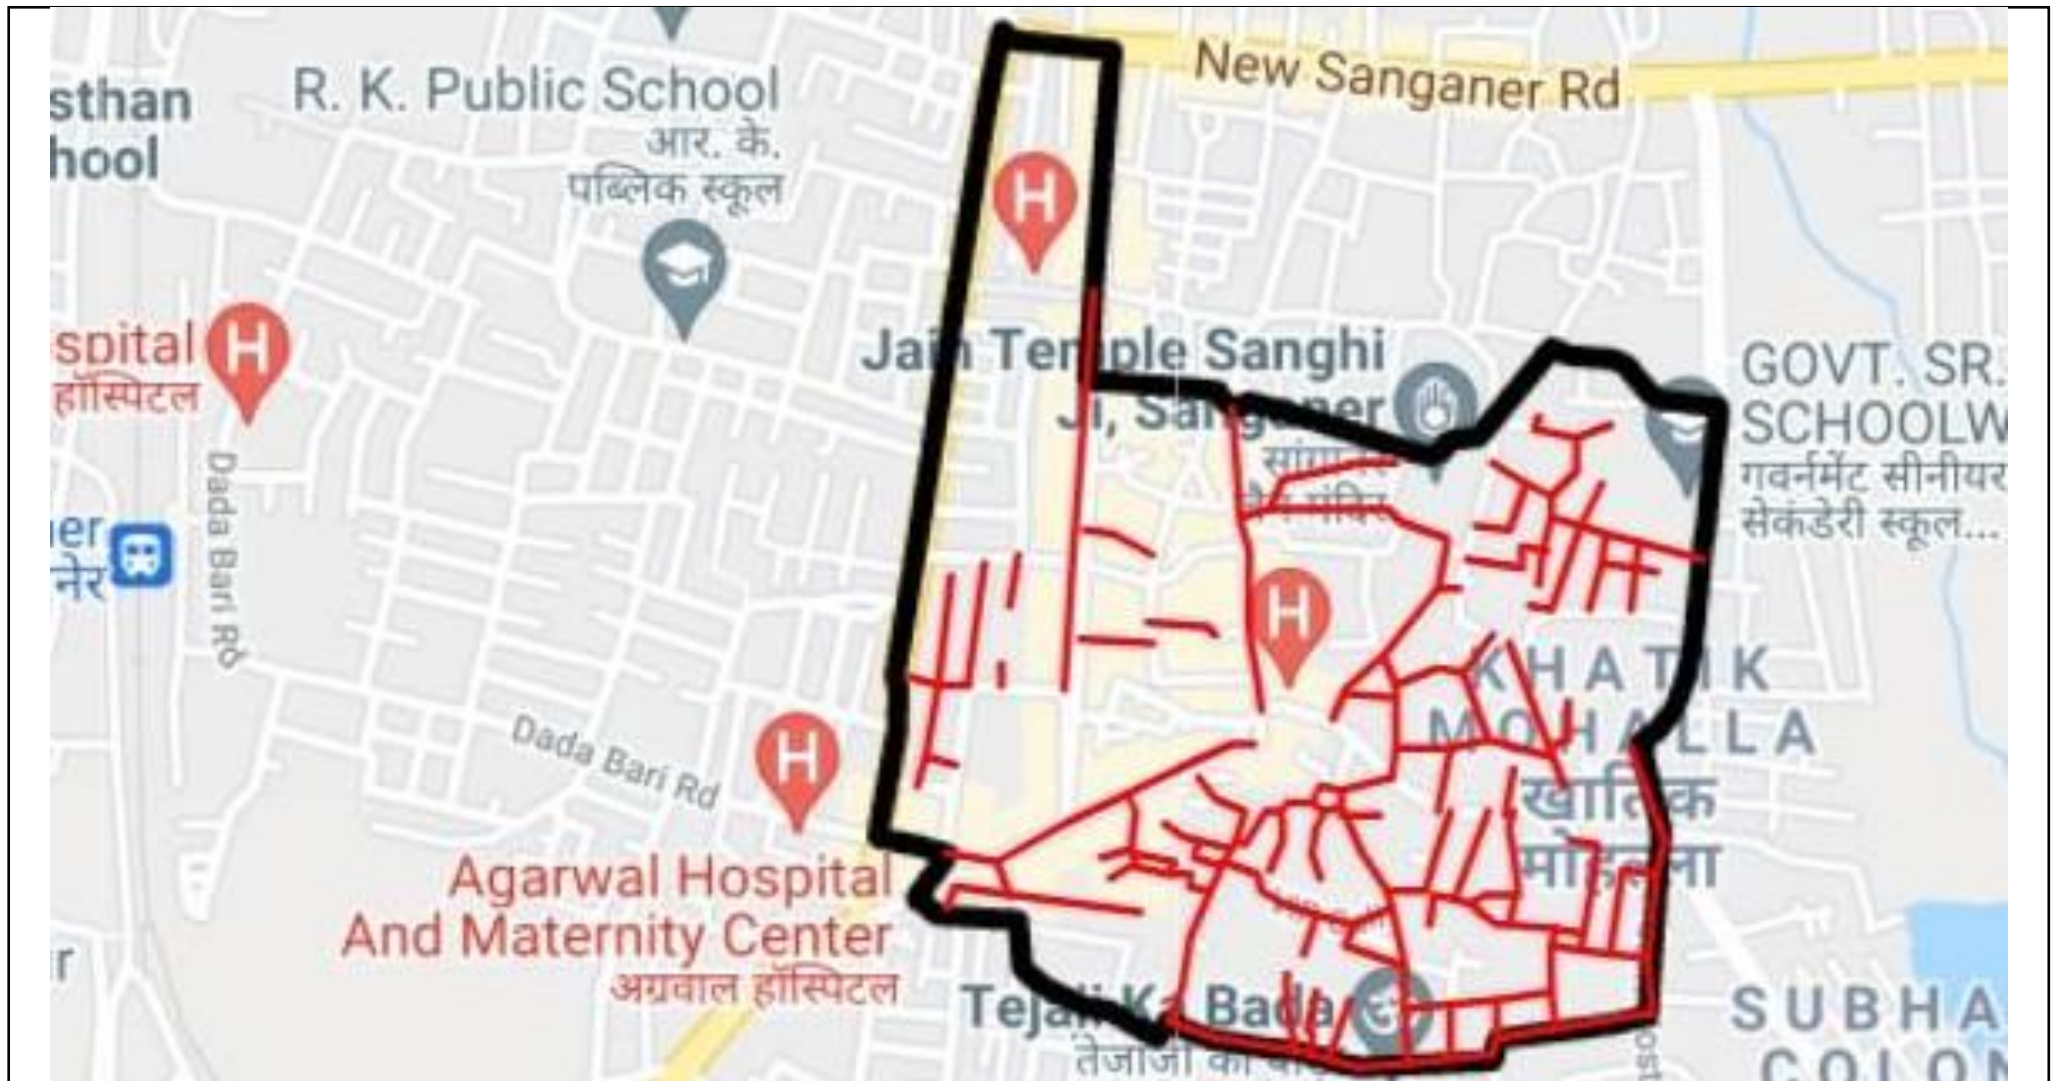 New Sanganer Rd
sthan
hool
R. K. Public School
आर. के.
पब्लिक स्कूल
spital
हॉस्पिटल
Jain Temple Sanghi
Ji, Sanganer
सांगानेर
जैन मंदिर
GOVT. SR.
SCHOOLW
गवर्नमेंट सीनीयर
सेकंडेरी स्कूल...
Dada Bari Rd
er
नेर
KHATIK
MOHALLA
खातिक
मोहल्ला
Dada Bari Rd
Agarwal Hospital
And Maternity Center
अग्रवाल हॉस्पिटल
r
Tejaji Ka Bada
तेजाजी का
SUBHA
COLON